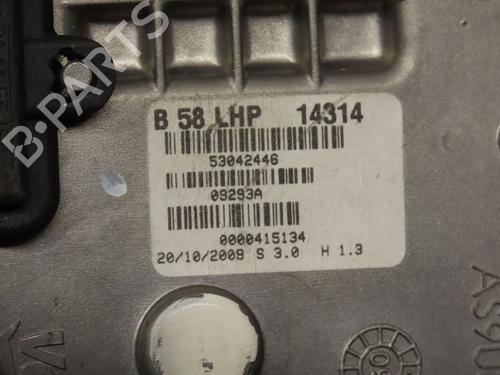 B-PARTS
B 58 LHP 14314
53042446
09293A
0000415134
20/10/2009 S 3.0 H 1.3